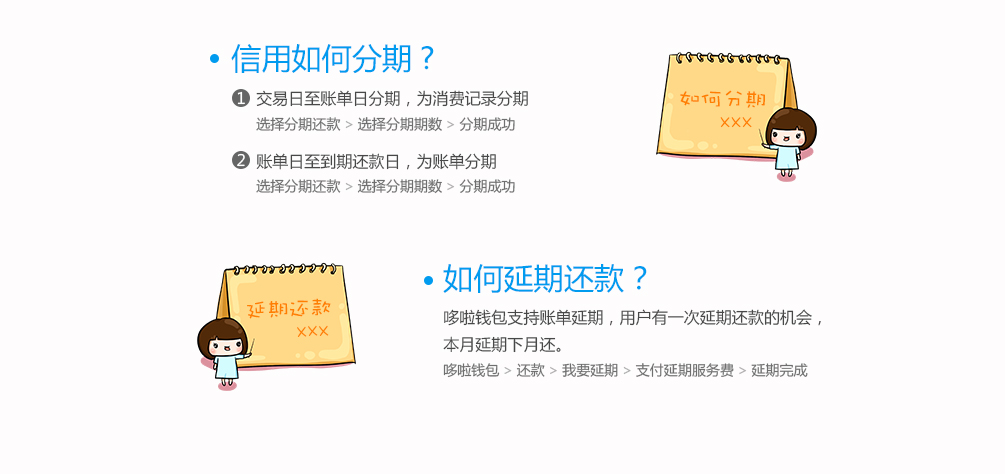 • 信用如何分期？
❶ 交易日至账单日分期，为消费记录分期
选择分期还款 > 选择分期期数 > 分期成功
❷ 账单日至到期还款日，为账单分期
选择分期还款 > 选择分期期数 > 分期成功
如何分期
XXX
延期还款
XXX
• 如何延期还款？
哆啦钱包支持账单延期，用户有一次延期还款的机会，
本月延期下月还。
哆啦钱包 > 还款 > 我要延期 > 支付延期服务费 > 延期完成